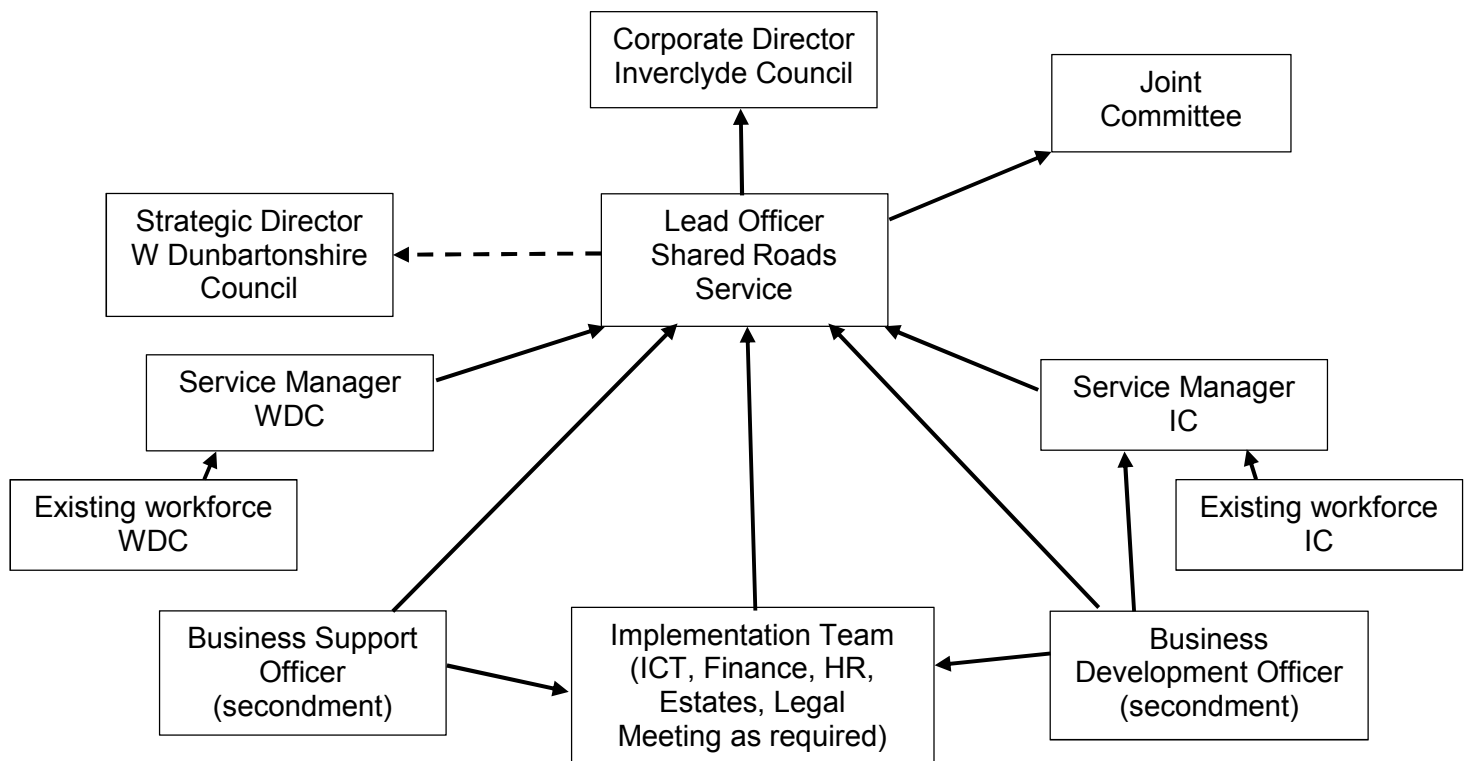 Corporate Director
Inverclyde Council
Joint
Committee
Strategic Director
W Dunbartonshire
Council
Lead Officer
Shared Roads
Service
Service Manager
WDC
Service Manager
IC
Existing workforce
WDC
Existing workforce
IC
Business Support
Officer
(secondment)
Implementation Team
(ICT, Finance, HR,
Estates, Legal
Meeting as required)
Business
Development Officer
(secondment)